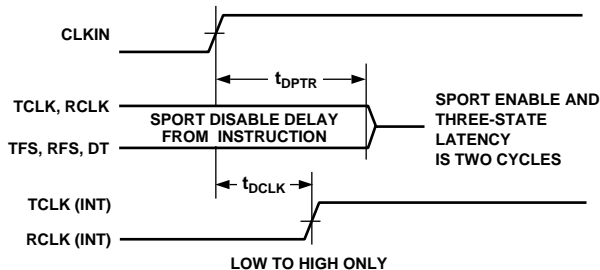 CLKIN
tDPTR
TCLK, RCLK
SPORT DISABLE DELAY
FROM INSTRUCTION
TFS, RFS, DT
SPORT ENABLE AND
THREE-STATE
LATENCY
IS TWO CYCLES
tDCLK
TCLK (INT)
RCLK (INT)
LOW TO HIGH ONLY